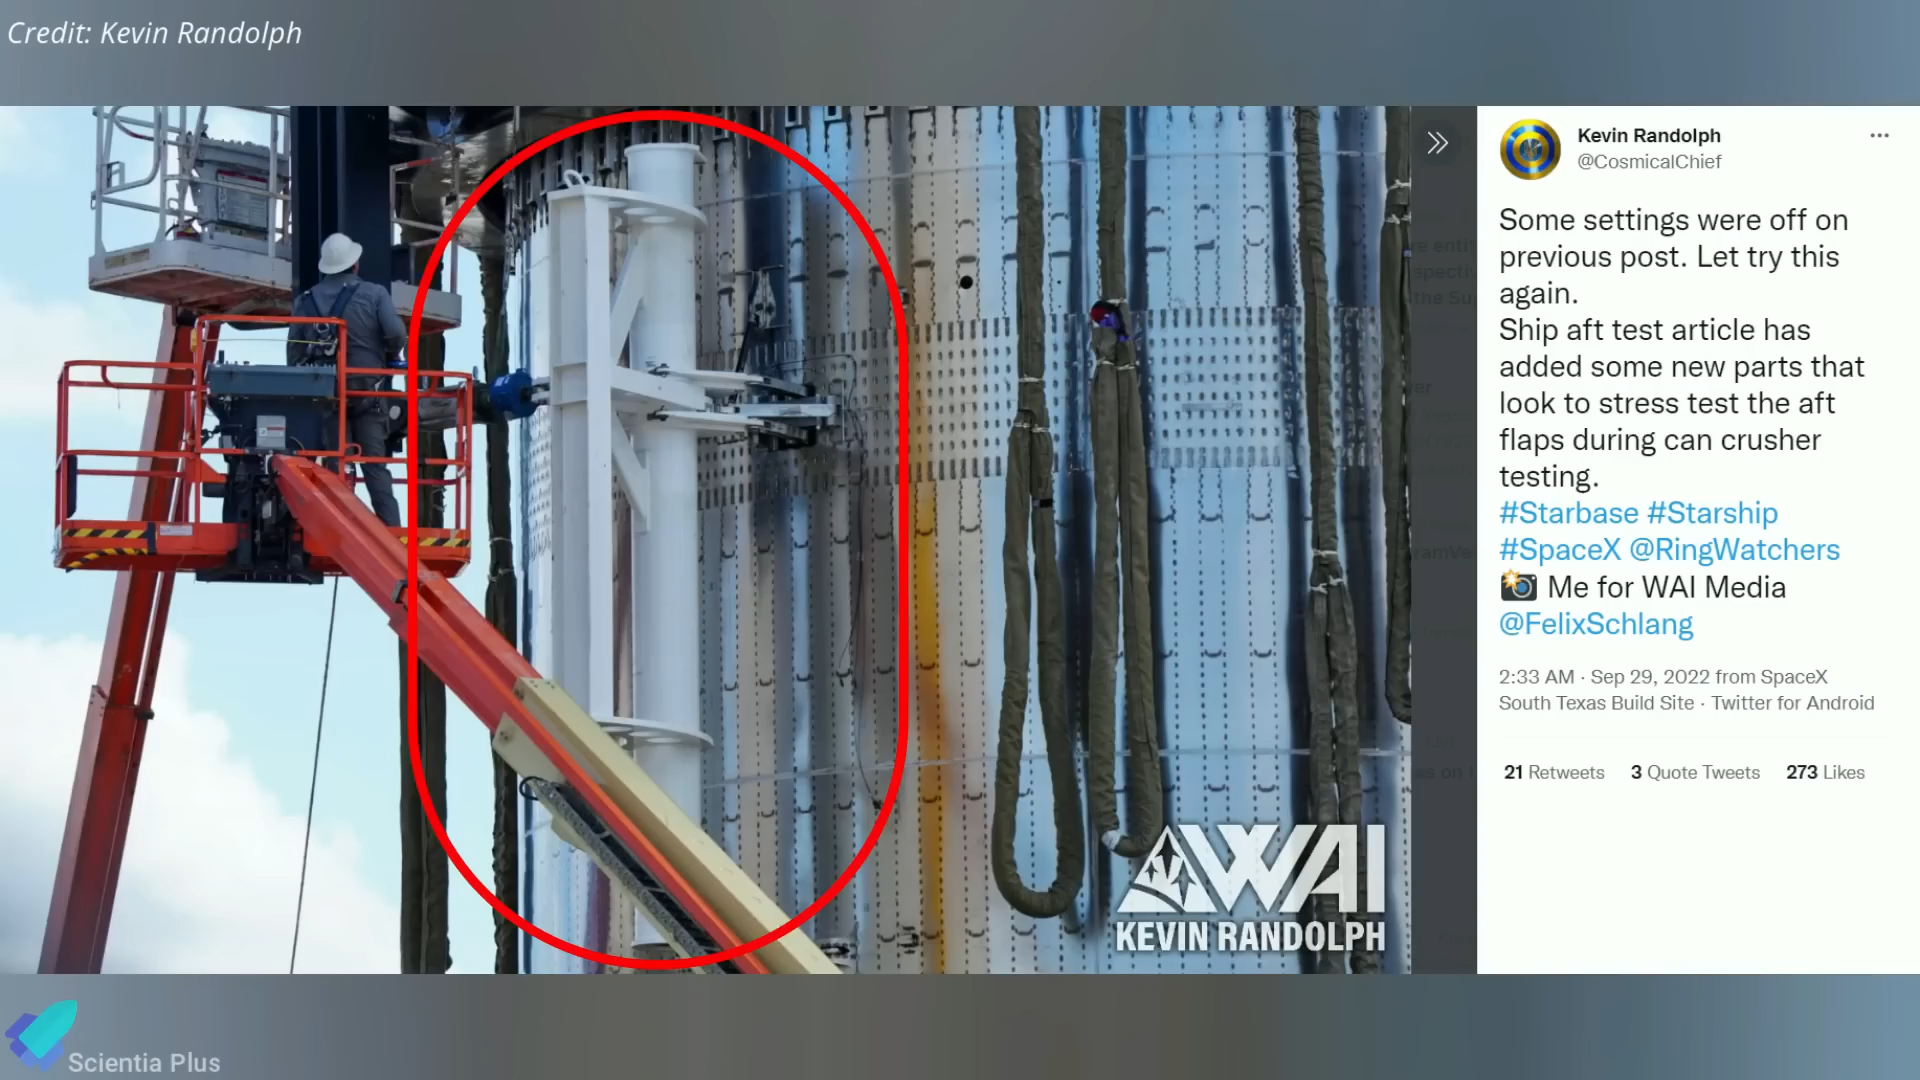 Credit: Kevin Randolph
Kevin Randolph
@CosmicalChief
Some settings were off on
previous post. Let try this
again.
Ship aft test article has
added some new parts that
look to stress test the aft
flaps during can crusher
testing.
#Starbase #Starship
#SpaceX @RingWatchers
📸 Me for WAI Media
@FelixSchlang
2:33 AM · Sep 29, 2022 from SpaceX
South Texas Build Site · Twitter for Android
21 Retweets 3 Quote Tweets 273 Likes
WAI
KEVIN RANDOLPH
Scientia Plus